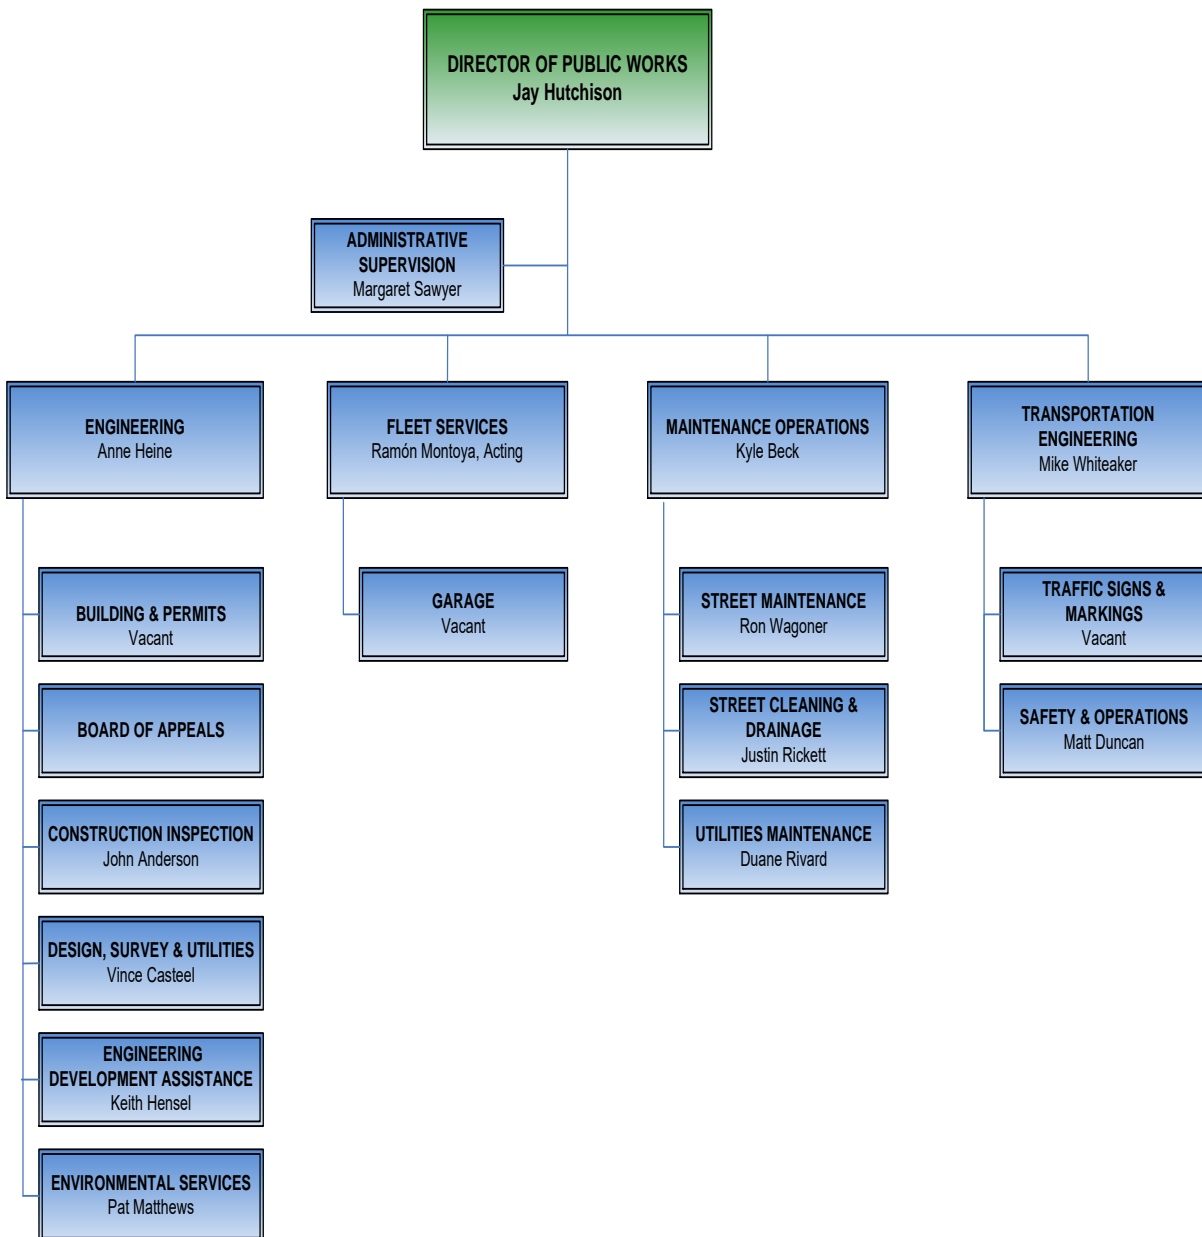 DIRECTOR OF PUBLIC WORKS
Jay Hutchison
ADMINISTRATIVE
SUPERVISION
Margaret Sawyer
ENGINEERING
Anne Heine
FLEET SERVICES
Ramón Montoya, Acting
MAINTENANCE OPERATIONS
Kyle Beck
TRANSPORTATION
ENGINEERING
Mike Whiteaker
BUILDING & PERMITS
Vacant
BOARD OF APPEALS
CONSTRUCTION INSPECTION
John Anderson
DESIGN, SURVEY & UTILITIES
Vince Casteel
ENGINEERING
DEVELOPMENT ASSISTANCE
Keith Hensel
ENVIRONMENTAL SERVICES
Pat Matthews
GARAGE
Vacant
STREET MAINTENANCE
Ron Wagoner
STREET CLEANING &
DRAINAGE
Justin Rickett
UTILITIES MAINTENANCE
Duane Rivard
TRAFFIC SIGNS &
MARKINGS
Vacant
SAFETY & OPERATIONS
Matt Duncan